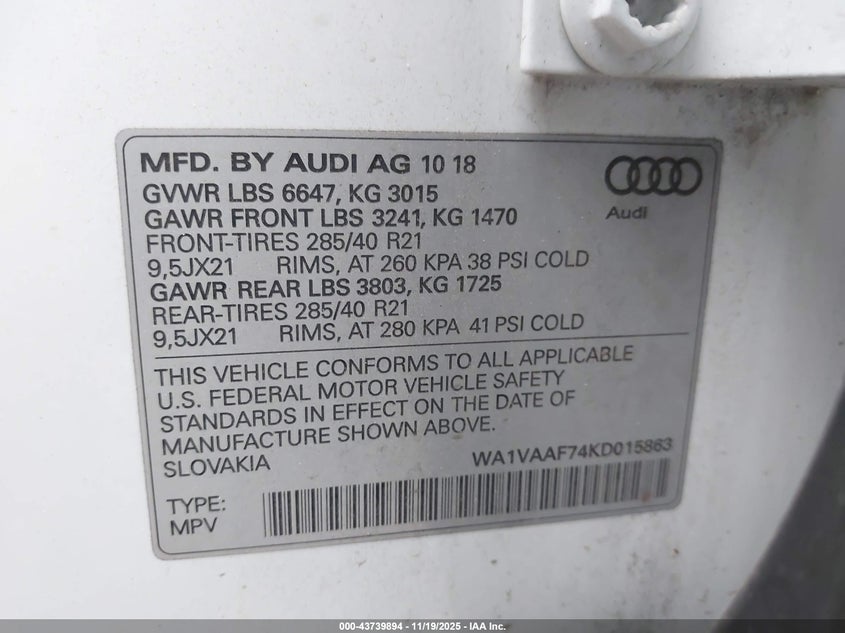 MFD. BY AUDI AG 10 18
GVWR LBS 6647, KG 3015
GAWR FRONT LBS 3241, KG 1470
FRONT-TIRES 285/40 R21
9,5JX21 RIMS, AT 260 KPA 38 PSI COLD
GAWR REAR LBS 3803, KG 1725
REAR-TIRES 285/40 R21
9,5JX21 RIMS, AT 280 KPA 41 PSI COLD
Audi
THIS VEHICLE CONFORMS TO ALL APPLICABLE
U.S. FEDERAL MOTOR VEHICLE SAFETY
STANDARDS IN EFFECT ON THE DATE OF
MANUFACTURE SHOWN ABOVE.
SLOVAKIA WA1VAAF74KD015863
TYPE:
MPV
000-43739894 - 11/19/2025 - IAA Inc.